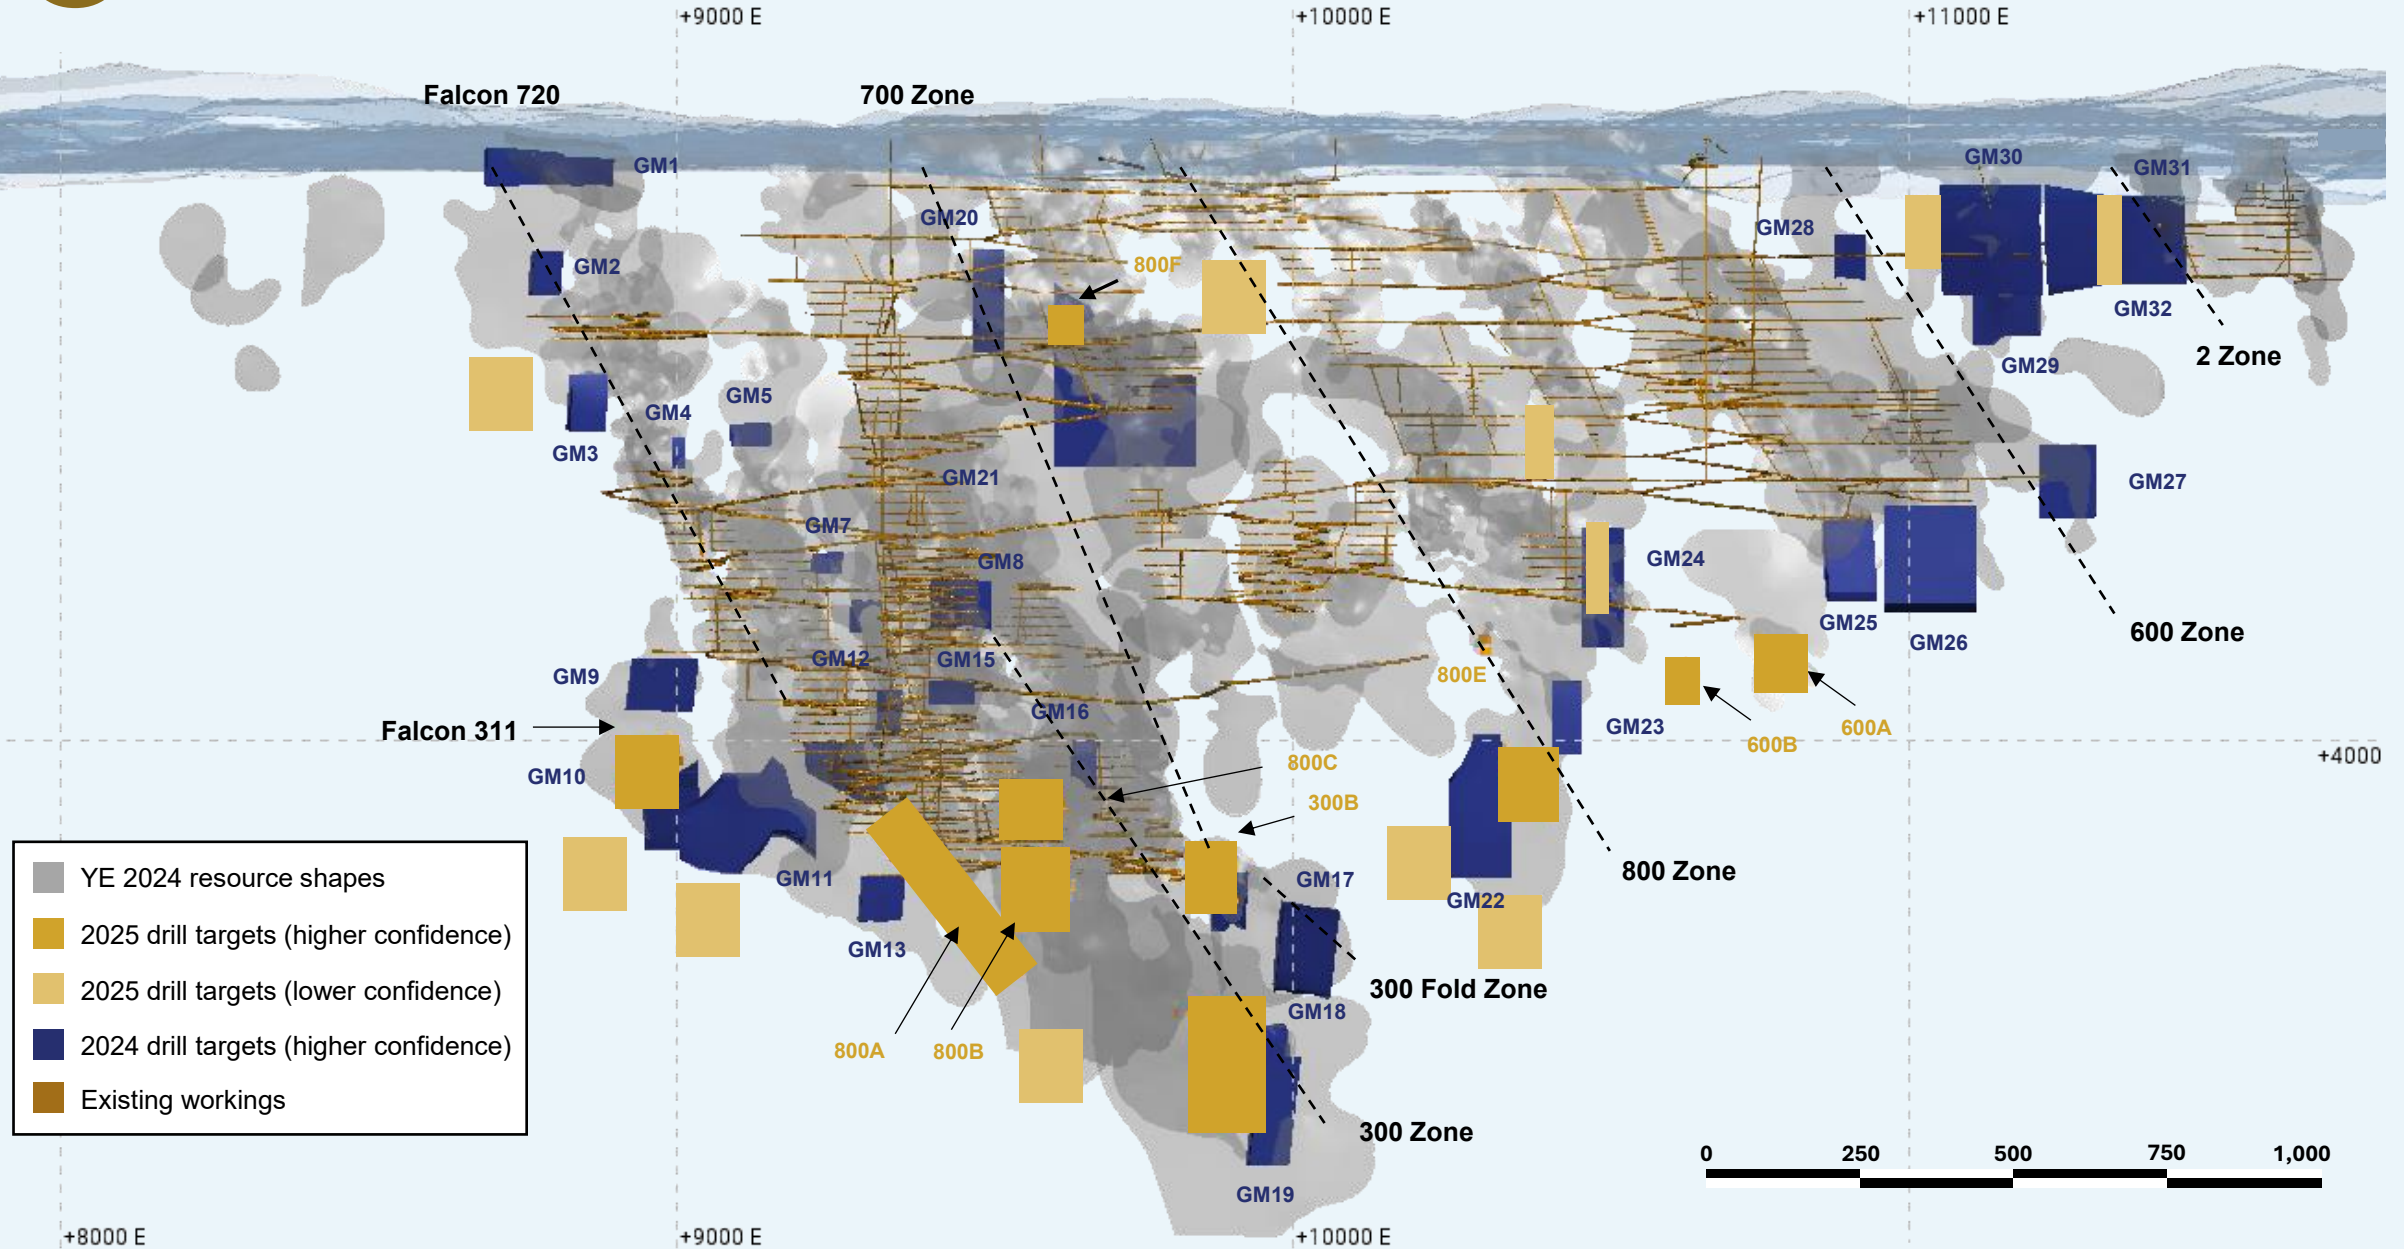 +9000 E
+10000 E
+11000 E
Falcon 720
700 Zone
GM1
GM30
GM31
GM20
GM28
GM2
800F
GM32
2 Zone
GM29
GM5
GM4
GM3
GM21
GM27
GM7
GM8
GM24
GM25
GM26
600 Zone
GM12
GM15
GM9
800E
GM16
GM23
600A
600B
Falcon 311
+4000
GM10
800C
300B
GM11
GM17
800 Zone
GM22
GM13
300 Fold Zone
GM18
800A
800B
300 Zone
GM19
YE 2024 resource shapes
2025 drill targets (higher confidence)
2025 drill targets (lower confidence)
2024 drill targets (higher confidence)
Existing workings
0 250 500 750 1,000
+8000 E
+9000 E
+10000 E